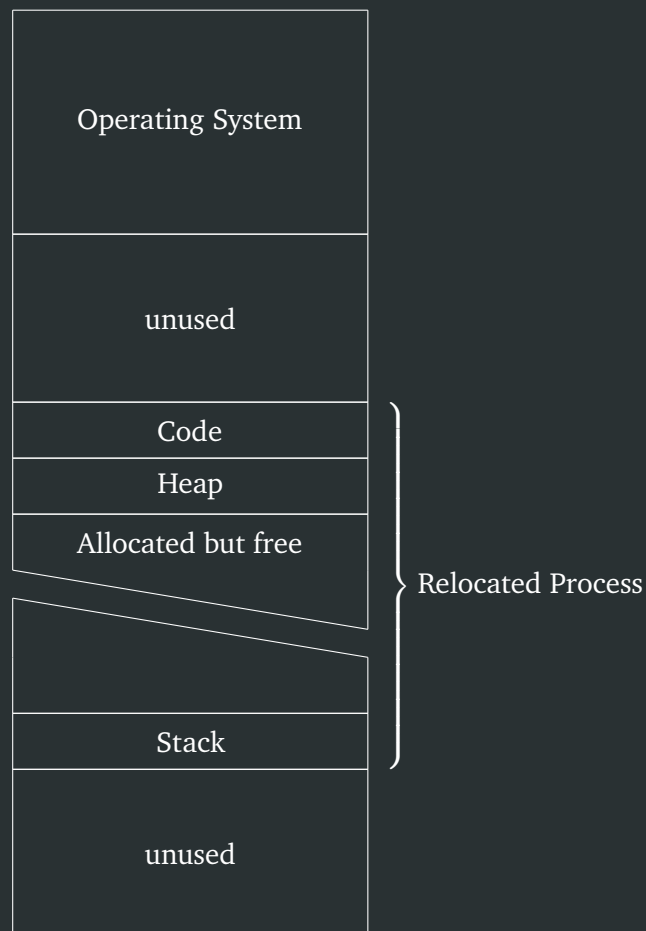 Operating System
unused
Code
Heap
Allocated but free
Relocated Process
Stack
unused